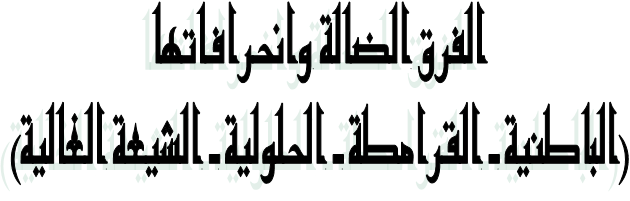 الفرق الضالة وانحرافاتها
(الباطنية - القرامطة - الحلولية - الشيعة الغالية)